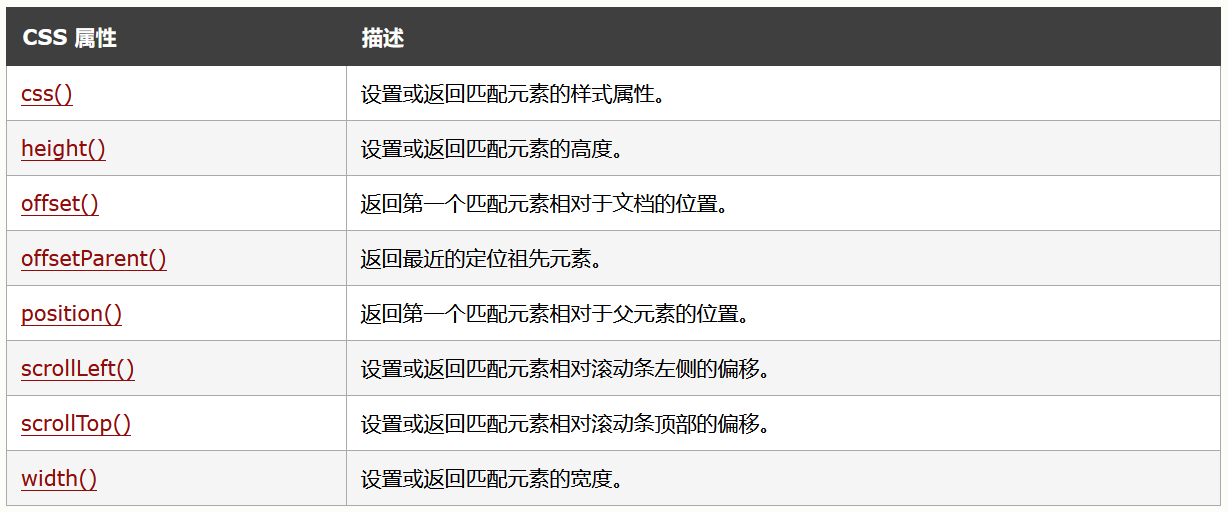 CSS 属性 描述
css() 设置或返回匹配元素的样式属性。
height() 设置或返回匹配元素的高度。
offset() 返回第一个匹配元素相对于文档的位置。
offsetParent() 返回最近的定位祖先元素。
position() 返回第一个匹配元素相对于父元素的位置。
scrollLeft() 设置或返回匹配元素相对滚动条左侧的偏移。
scrollTop() 设置或返回匹配元素相对滚动条顶部的偏移。
width() 设置或返回匹配元素的宽度。